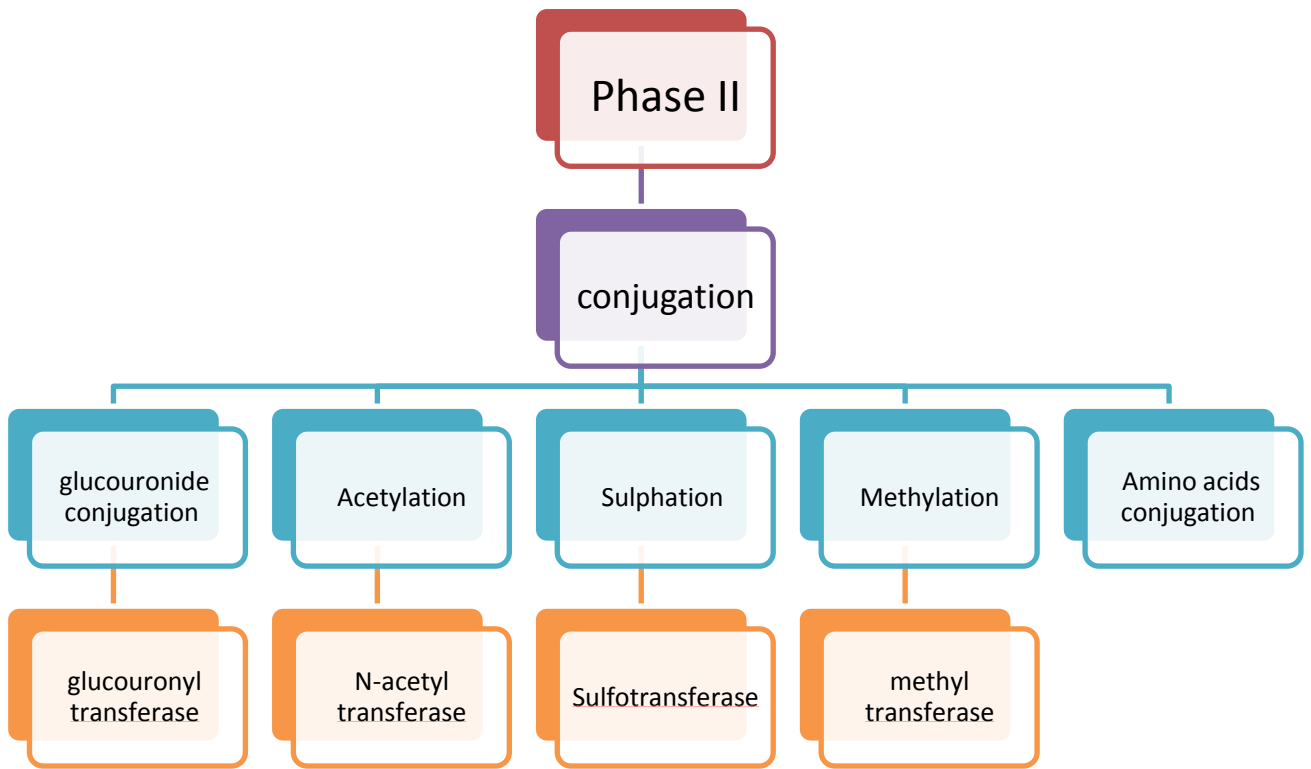 Phase II
conjugation
glucouronide
conjugation
Acetylation
Sulphation
Methylation
Amino acids
conjugation
glucouronyl
transferase
N-acetyl
transferase
Sulfotransferase
methyl
transferase